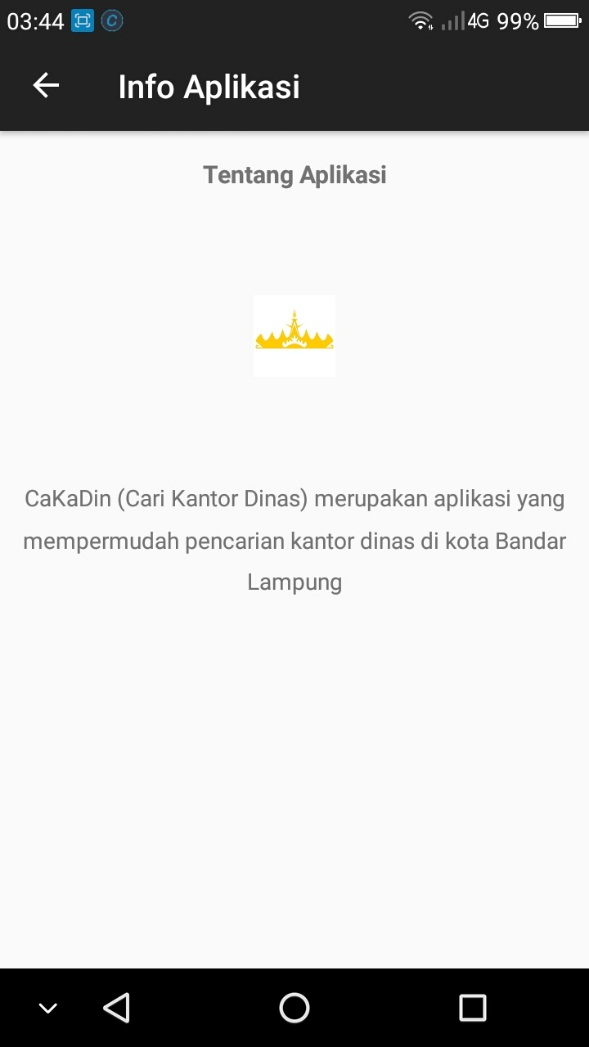 03:44 C 4G 99%
Info Aplikasi
Tentang Aplikasi
CaKaDin (Cari Kantor Dinas) merupakan aplikasi yang
mempermudah pencarian kantor dinas di kota Bandar
Lampung